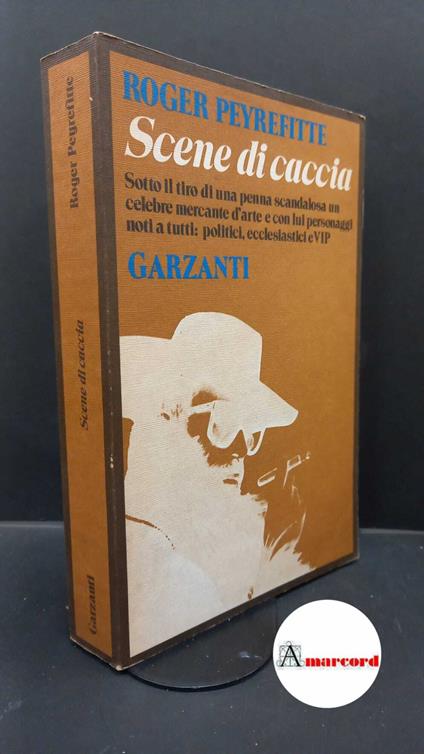 ROGER PEYREFITTE
Scene di caccia
Sotto il tiro di una penna scandalosa un
celebre mercante d'arte e con lui personaggi
noti a tutti: politici, ecclesiastici e VIP
GARZANTI
Roger Peyrefitte
Scene di caccia
Garzanti
Amarcord